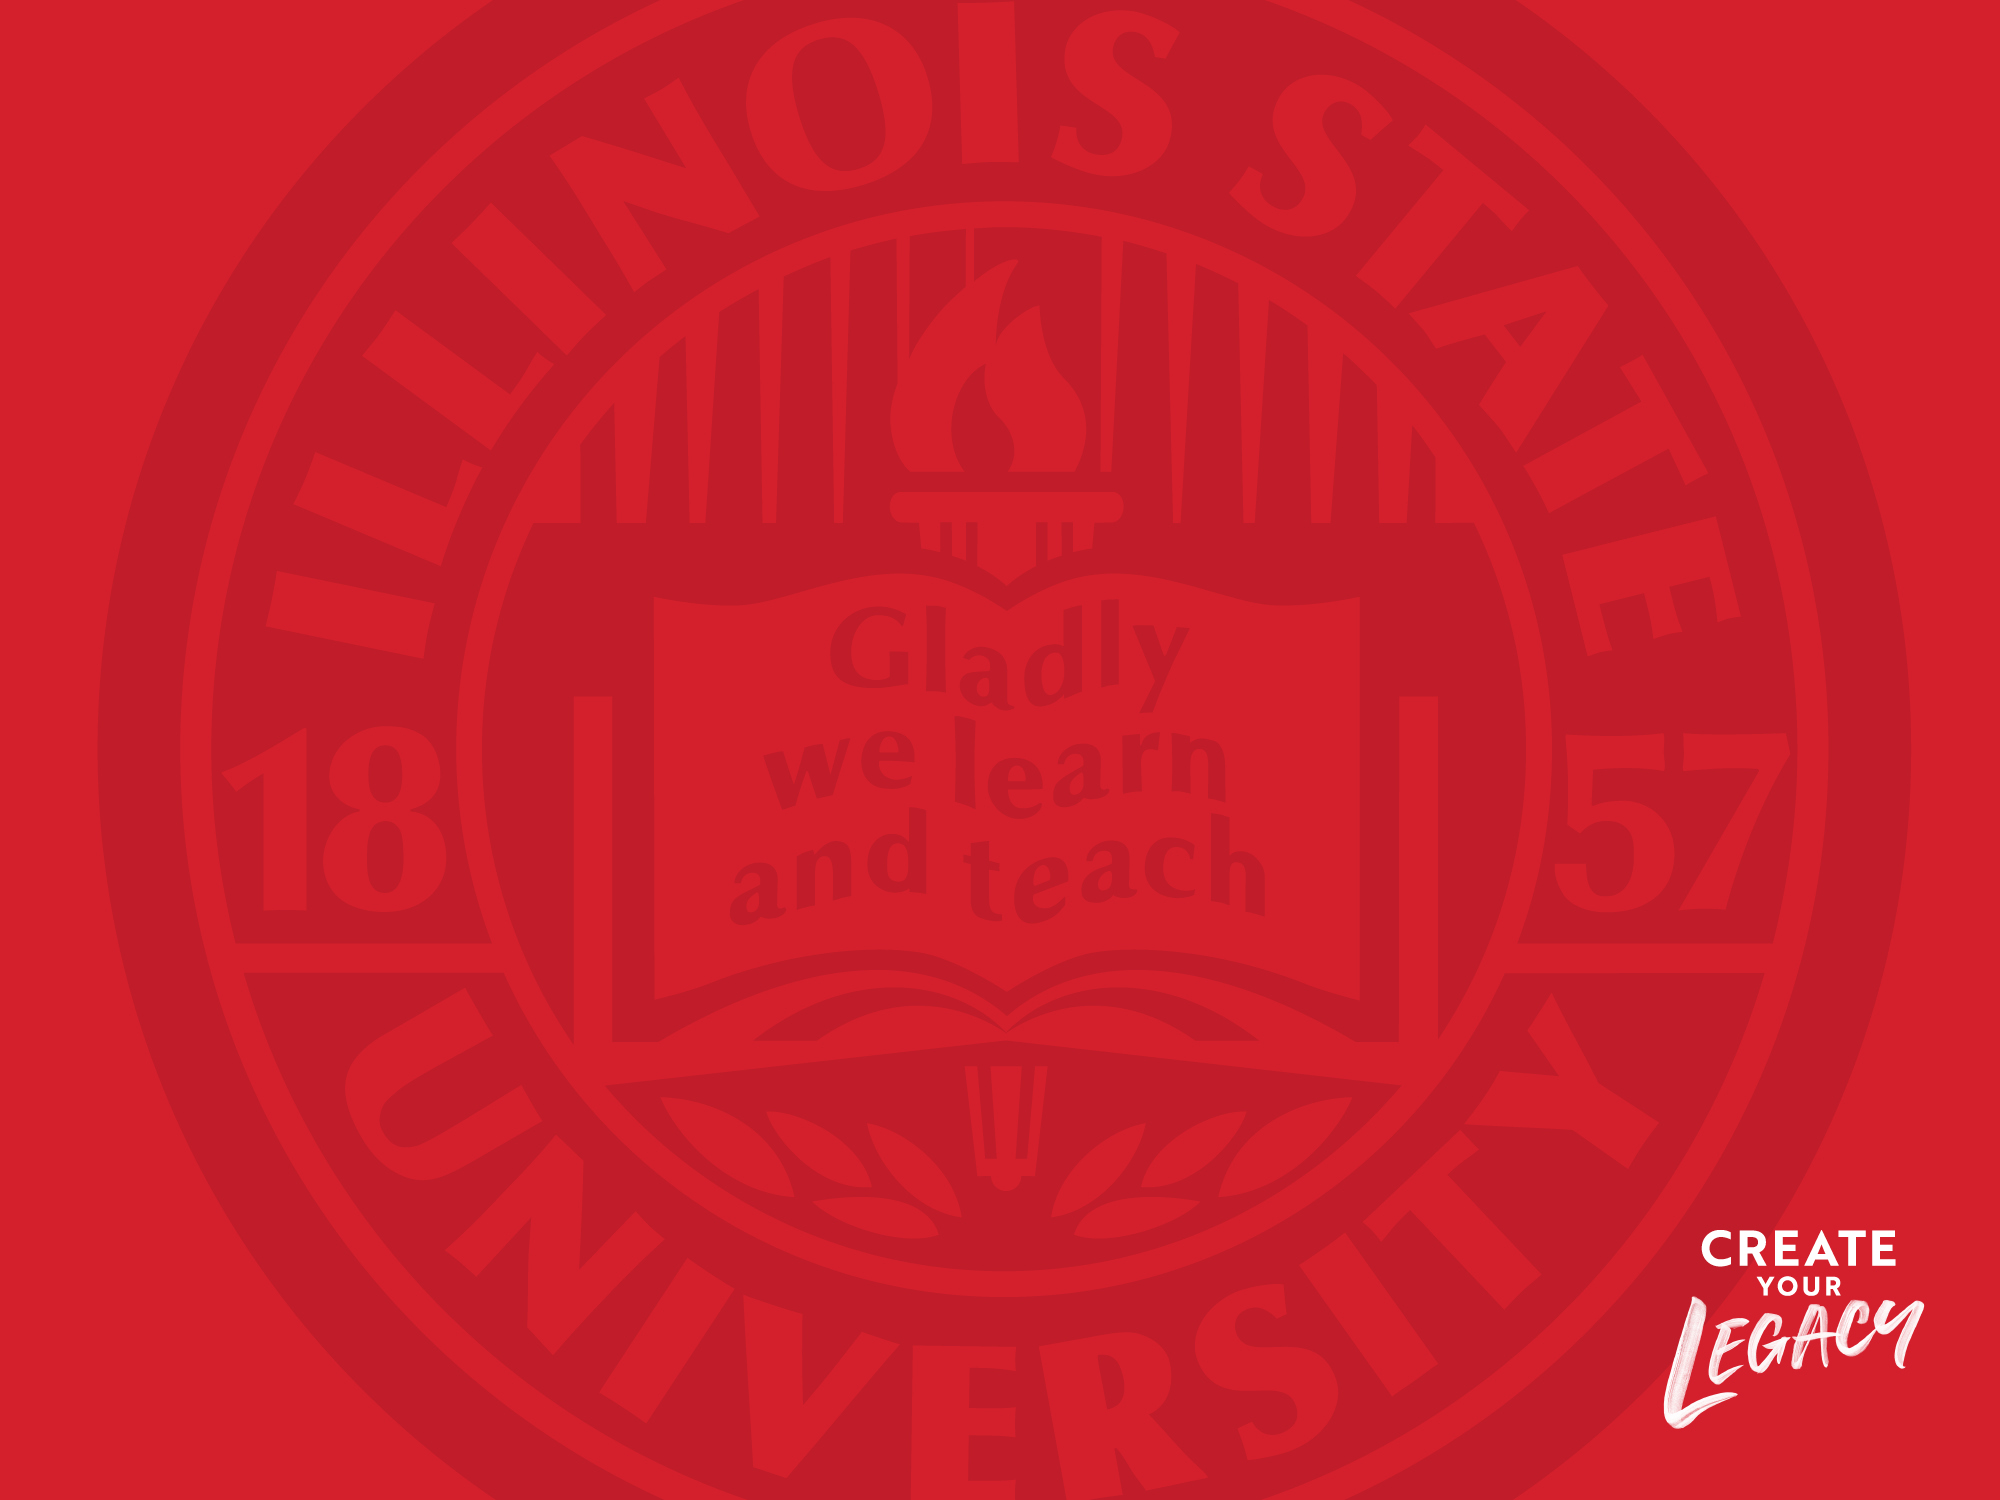 ILLINOIS STATE
18 57
Gladly
we learn
and teach
UNIVERSITY
CREATE
YOUR
LEGACY